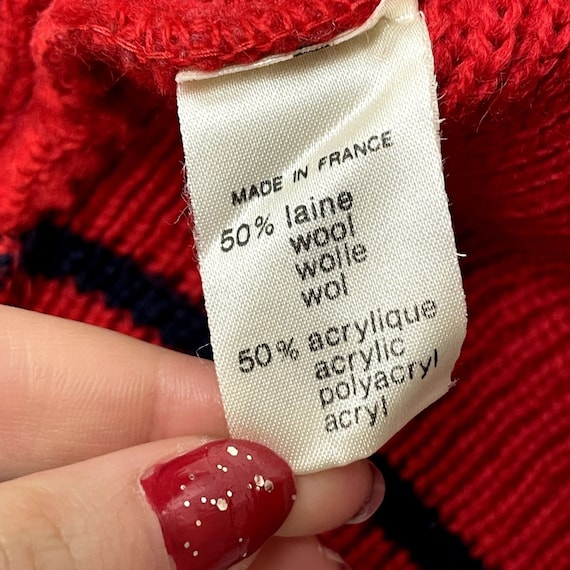 MADE IN FRANCE
50% laine
wool
wolle
wol
50% acrylique
acrylic
polyacryl
acryl